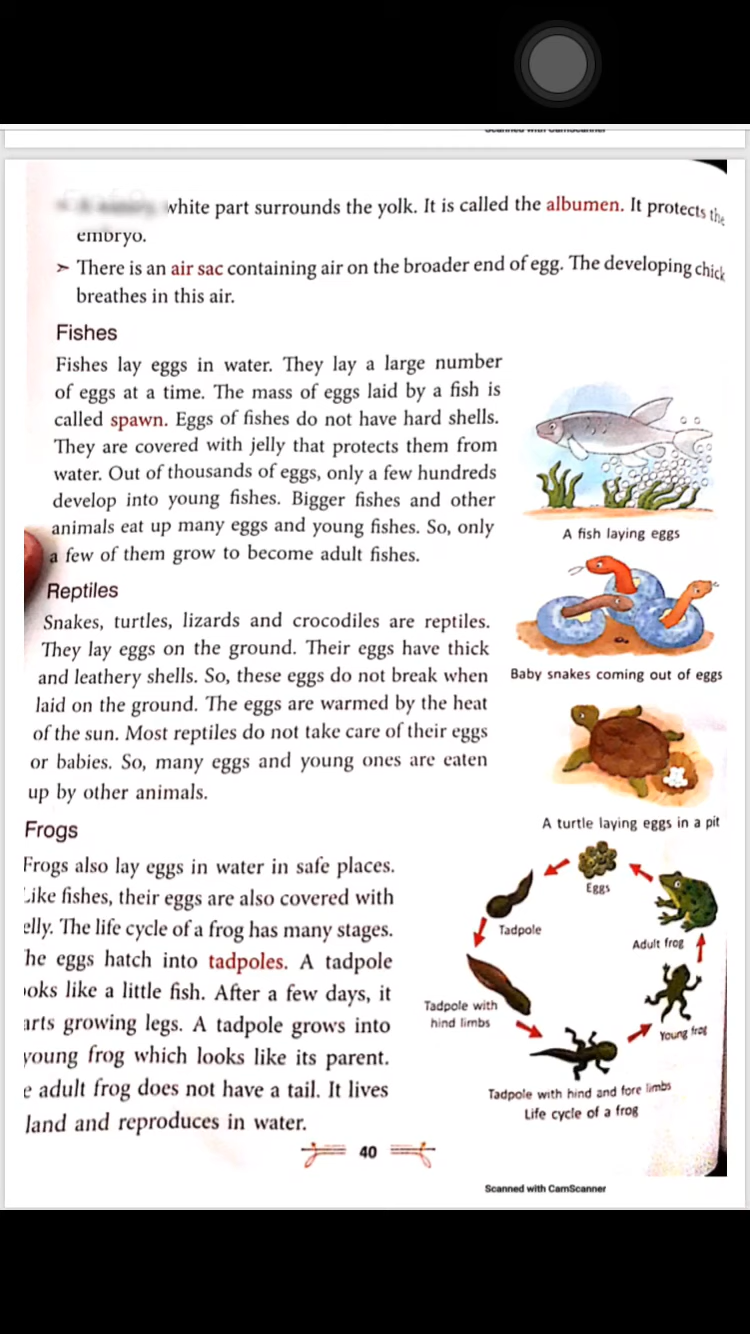 Scanned with CamScanner
white part surrounds the yolk. It is called the albumen. It protects the
embryo.
➤ There is an air sac containing air on the broader end of egg. The developing chick
breathes in this air.
Fishes
Fishes lay eggs in water. They lay a large number
of eggs at a time. The mass of eggs laid by a fish is
called spawn. Eggs of fishes do not have hard shells.
They are covered with jelly that protects them from
water. Out of thousands of eggs, only a few hundreds
develop into young fishes. Bigger fishes and other
animals eat up many eggs and young fishes. So, only
a few of them grow to become adult fishes.
A fish laying eggs
Reptiles
Snakes, turtles, lizards and crocodiles are reptiles.
They lay eggs on the ground. Their eggs have thick
and leathery shells. So, these eggs do not break when
laid on the ground. The eggs are warmed by the heat
of the sun. Most reptiles do not take care of their eggs
or babies. So, many eggs and young ones are eaten
up by other animals.
Baby snakes coming out of eggs
A turtle laying eggs in a pit
Frogs
Frogs also lay eggs in water in safe places.
Like fishes, their eggs are also covered with
elly. The life cycle of a frog has many stages.
he eggs hatch into tadpoles. A tadpole
oks like a little fish. After a few days, it
arts growing legs. A tadpole grows into
young frog which looks like its parent.
e adult frog does not have a tail. It lives
land and reproduces in water.
Eggs
Tadpole
Adult frog
Tadpole with
hind limbs
Young frog
Tadpole with hind and fore limbs
Life cycle of a frog
40
Scanned with CamScanner